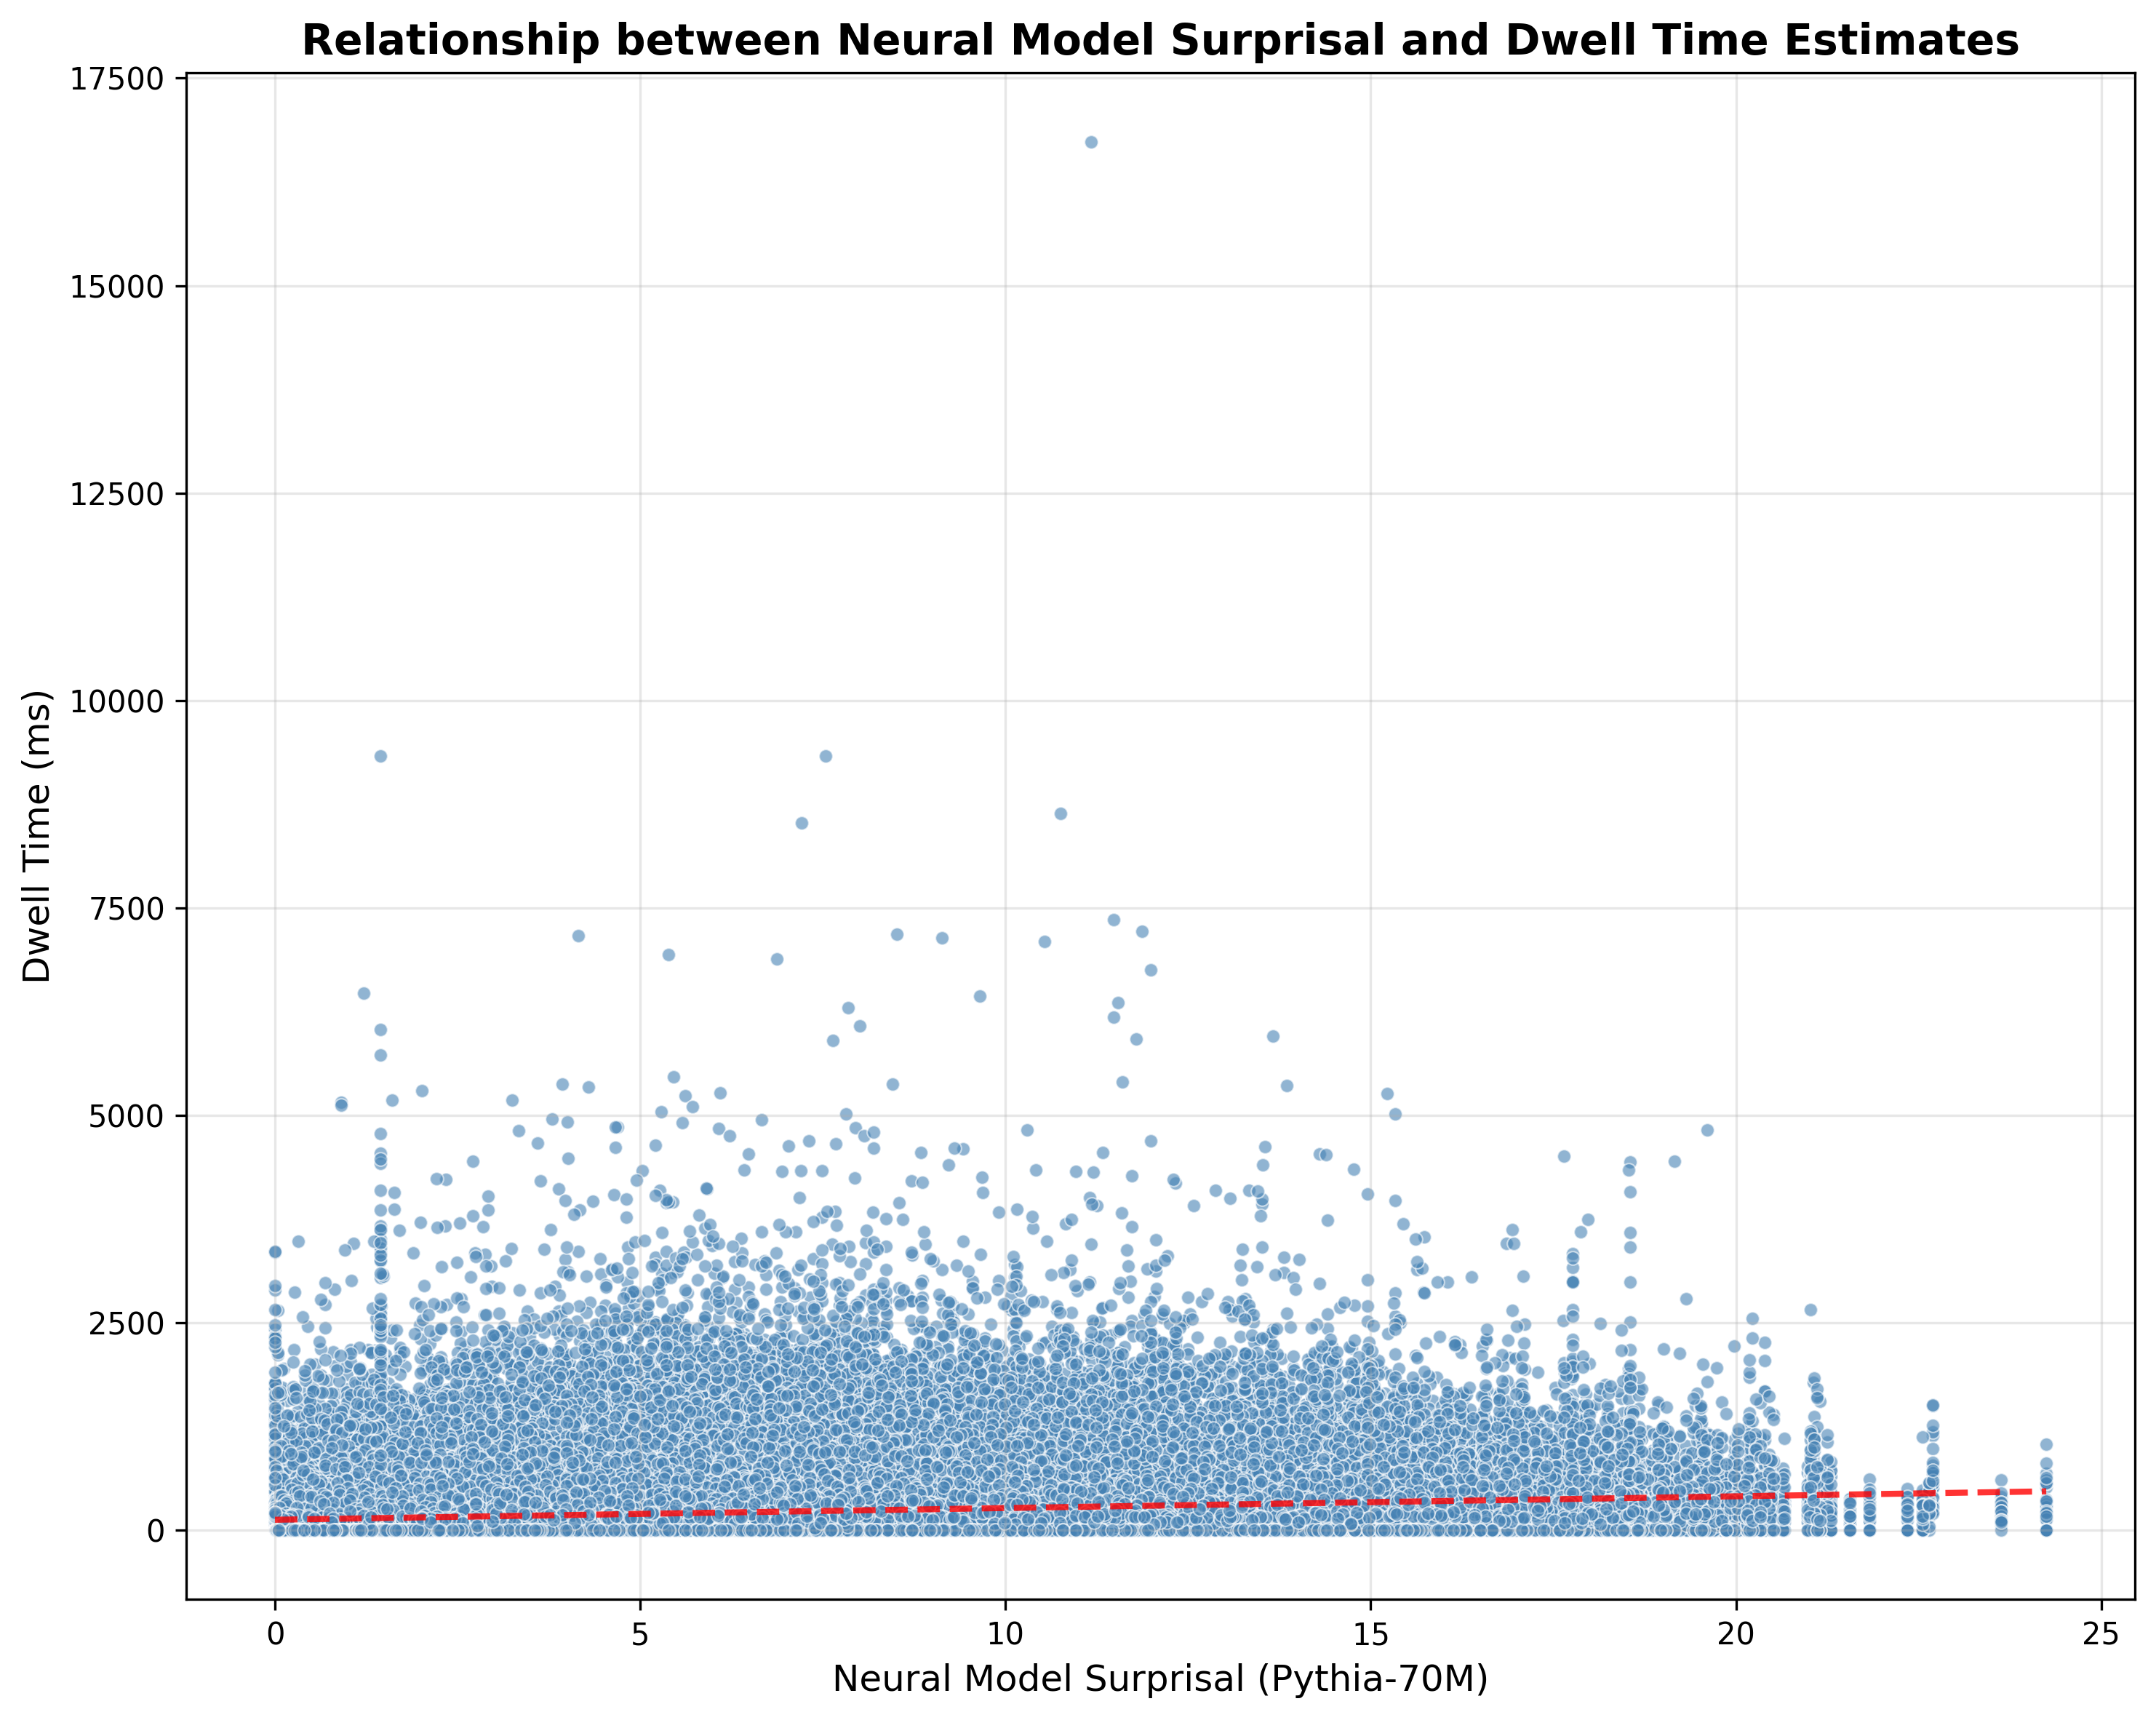 Relationship between Neural Model Surprisal and Dwell Time Estimates
17500
15000
12500
10000
7500
5000
2500
0
Dwell Time (ms)
0 5 10 15 20 25
Neural Model Surprisal (Pythia-70M)